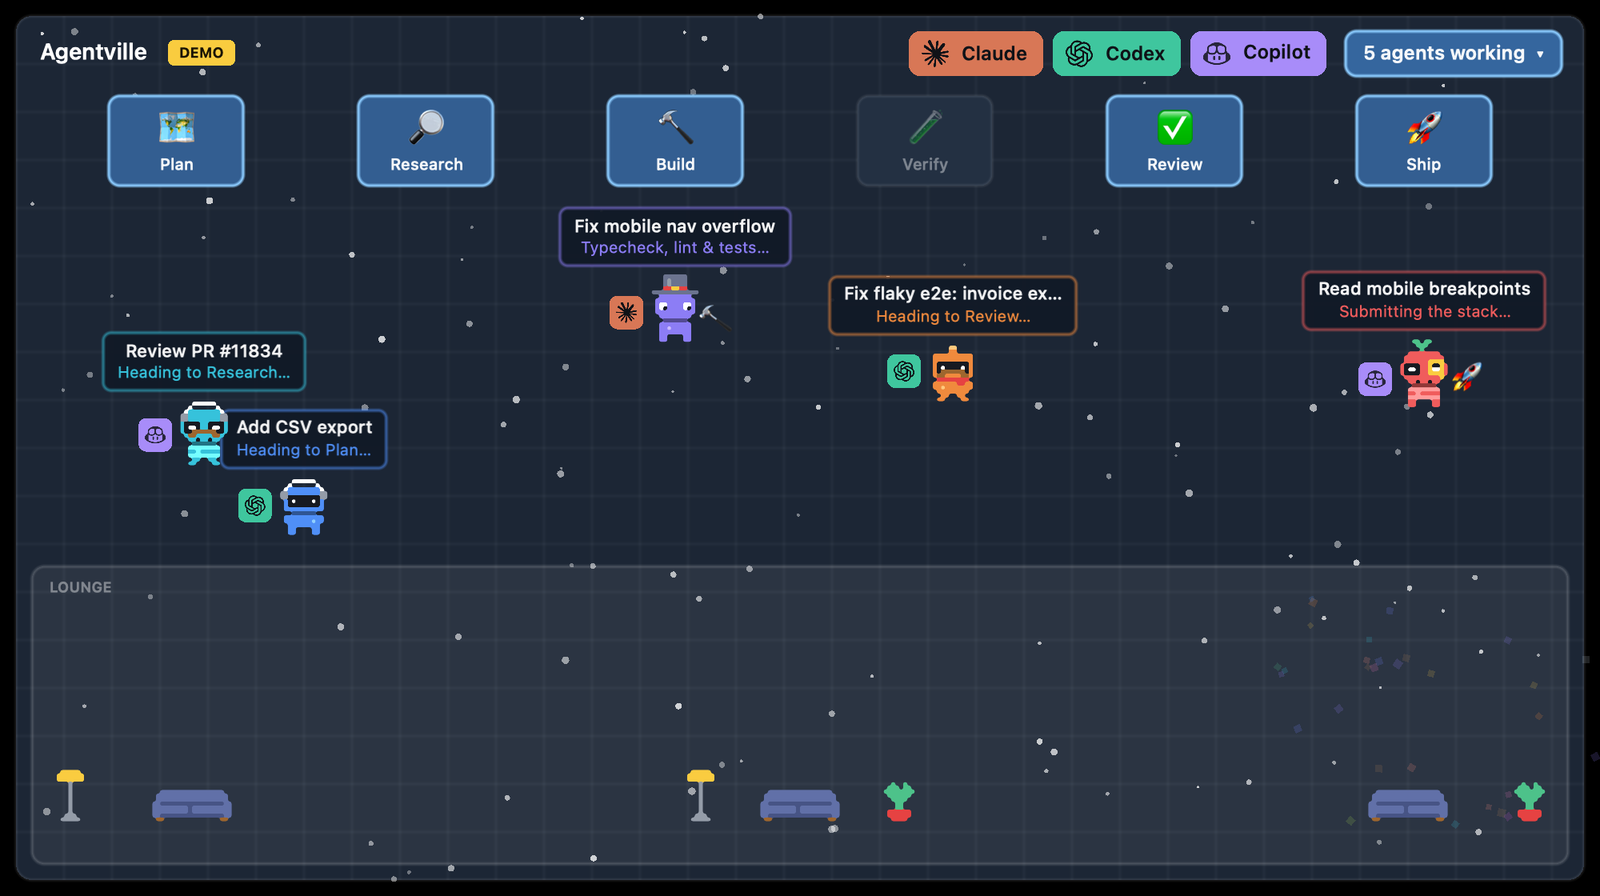 Agentville
DEMO
Claude
Codex
Copilot
5 agents working
Plan
Research
Build
Verify
Review
Ship
Fix mobile nav overflow
Typecheck, lint & tests...
Fix flaky e2e: invoice ex...
Heading to Review...
Read mobile breakpoints
Submitting the stack...
Review PR #11834
Heading to Research...
Add CSV export
Heading to Plan...
LOUNGE